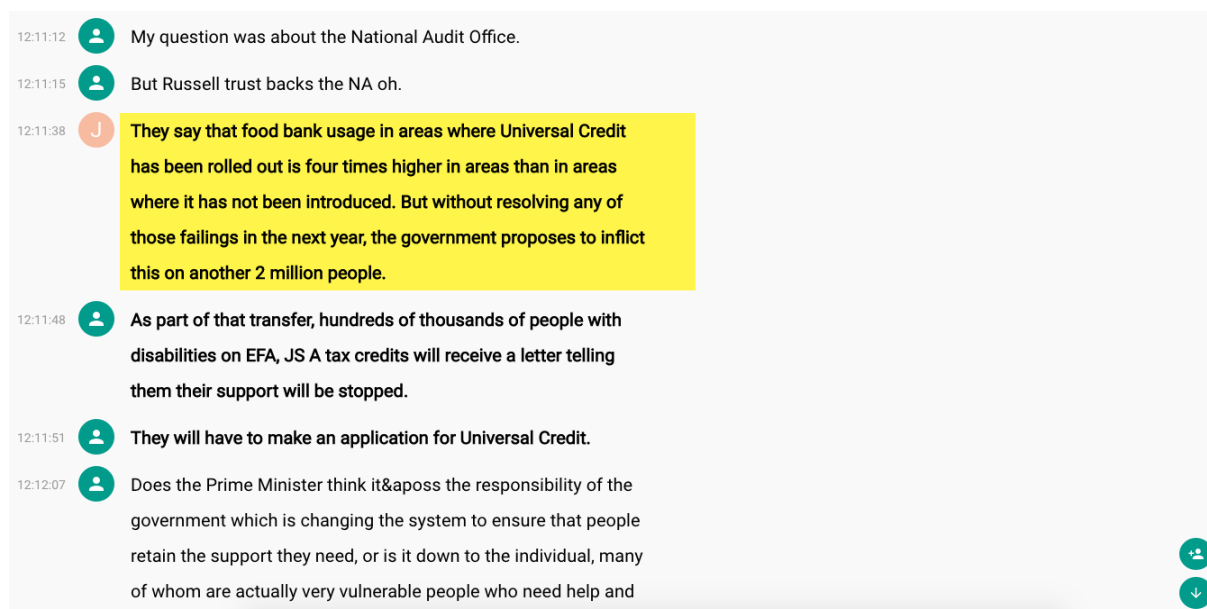 12:11:12 My question was about the National Audit Office.
12:11:15 But Russell trust backs the NA oh.
12:11:38 J They say that food bank usage in areas where Universal Credit
has been rolled out is four times higher in areas than in areas
where it has not been introduced. But without resolving any of
those failings in the next year, the government proposes to inflict
this on another 2 million people.
12:11:48 As part of that transfer, hundreds of thousands of people with
disabilities on EFA, JS A tax credits will receive a letter telling
them their support will be stopped.
12:11:51 They will have to make an application for Universal Credit.
12:12:07 Does the Prime Minister think it&aposs the responsibility of the
government which is changing the system to ensure that people
retain the support they need, or is it down to the individual, many
of whom are actually very vulnerable people who need help and